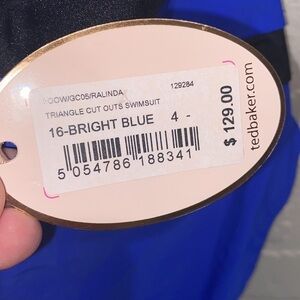 OOW/GC05/RALINDA 129284
TRIANGLE CUT OUTS SWIMSUIT
16-BRIGHT BLUE 4 -
5 054786 188341
$ 129.00
tedbaker.com